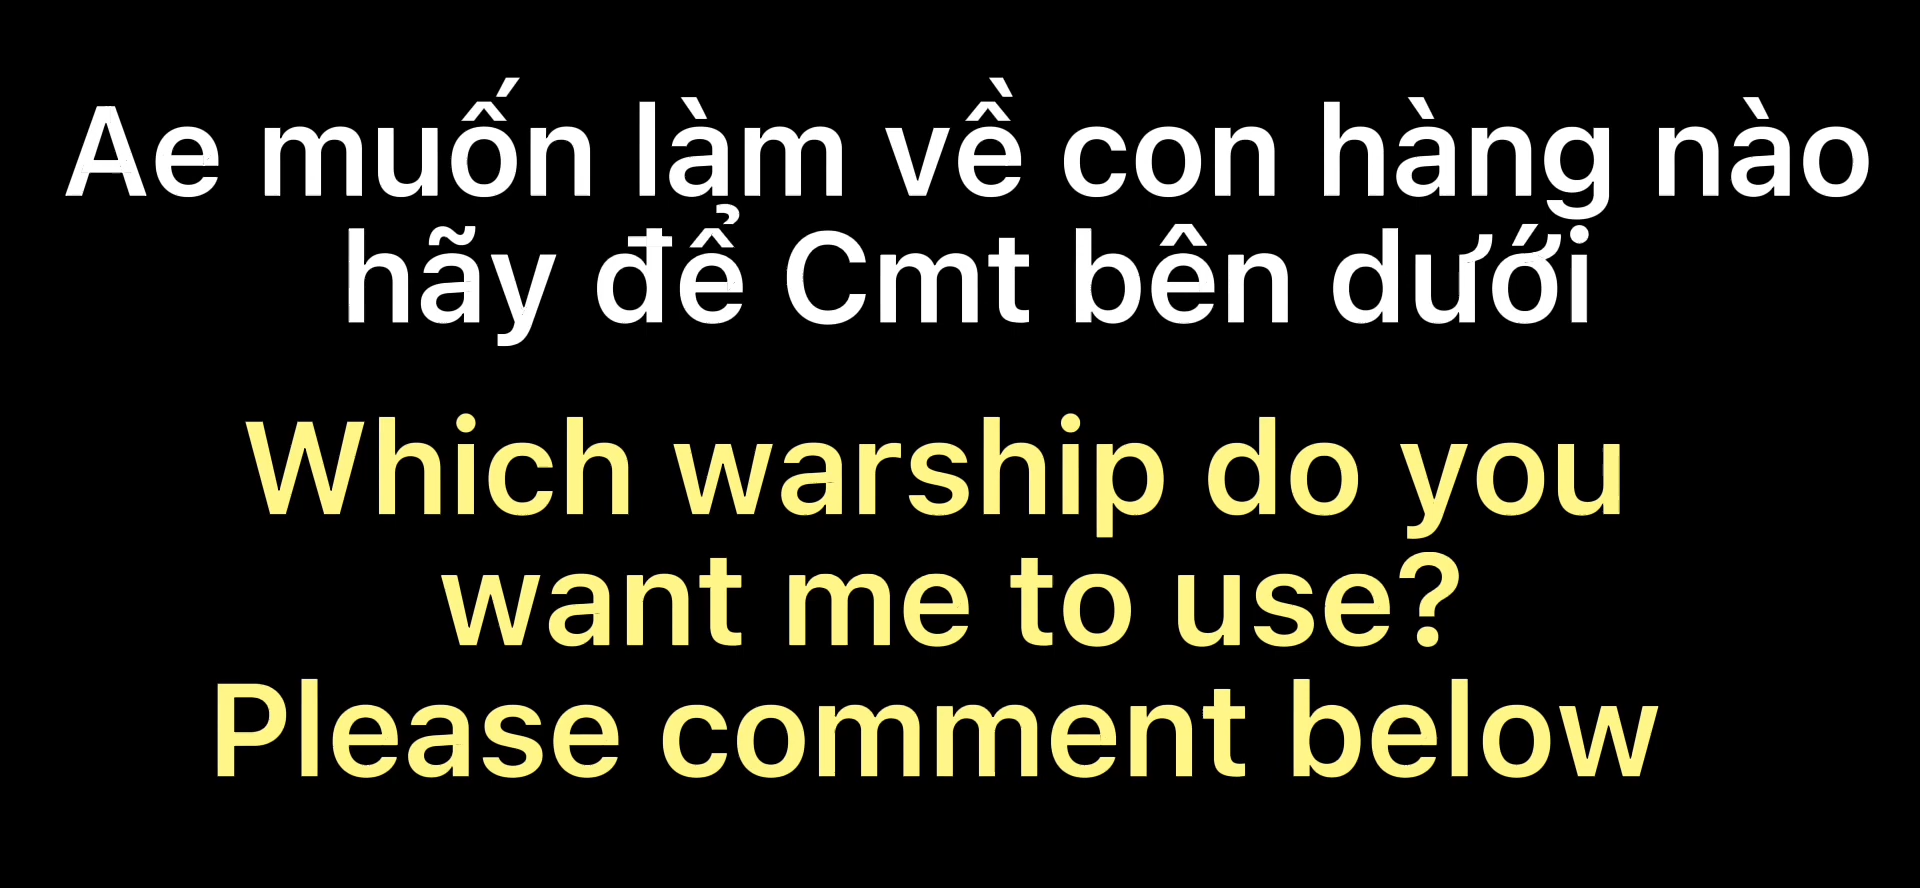 Ae muốn làm về con hàng nào
hãy để Cmt bên dưới
Which warship do you
want me to use?
Please comment below